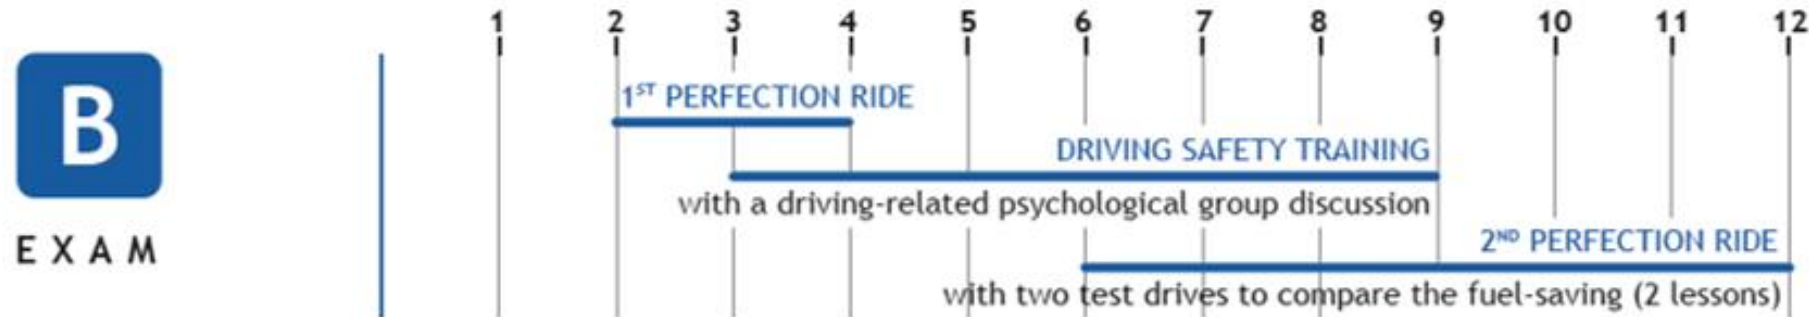 1 2 3 4 5 6 7 8 9 10 11 12
B
EXAM
1ST PERFECTION RIDE
DRIVING SAFETY TRAINING
with a driving-related psychological group discussion
2ND PERFECTION RIDE
with two test drives to compare the fuel-saving (2 lessons)